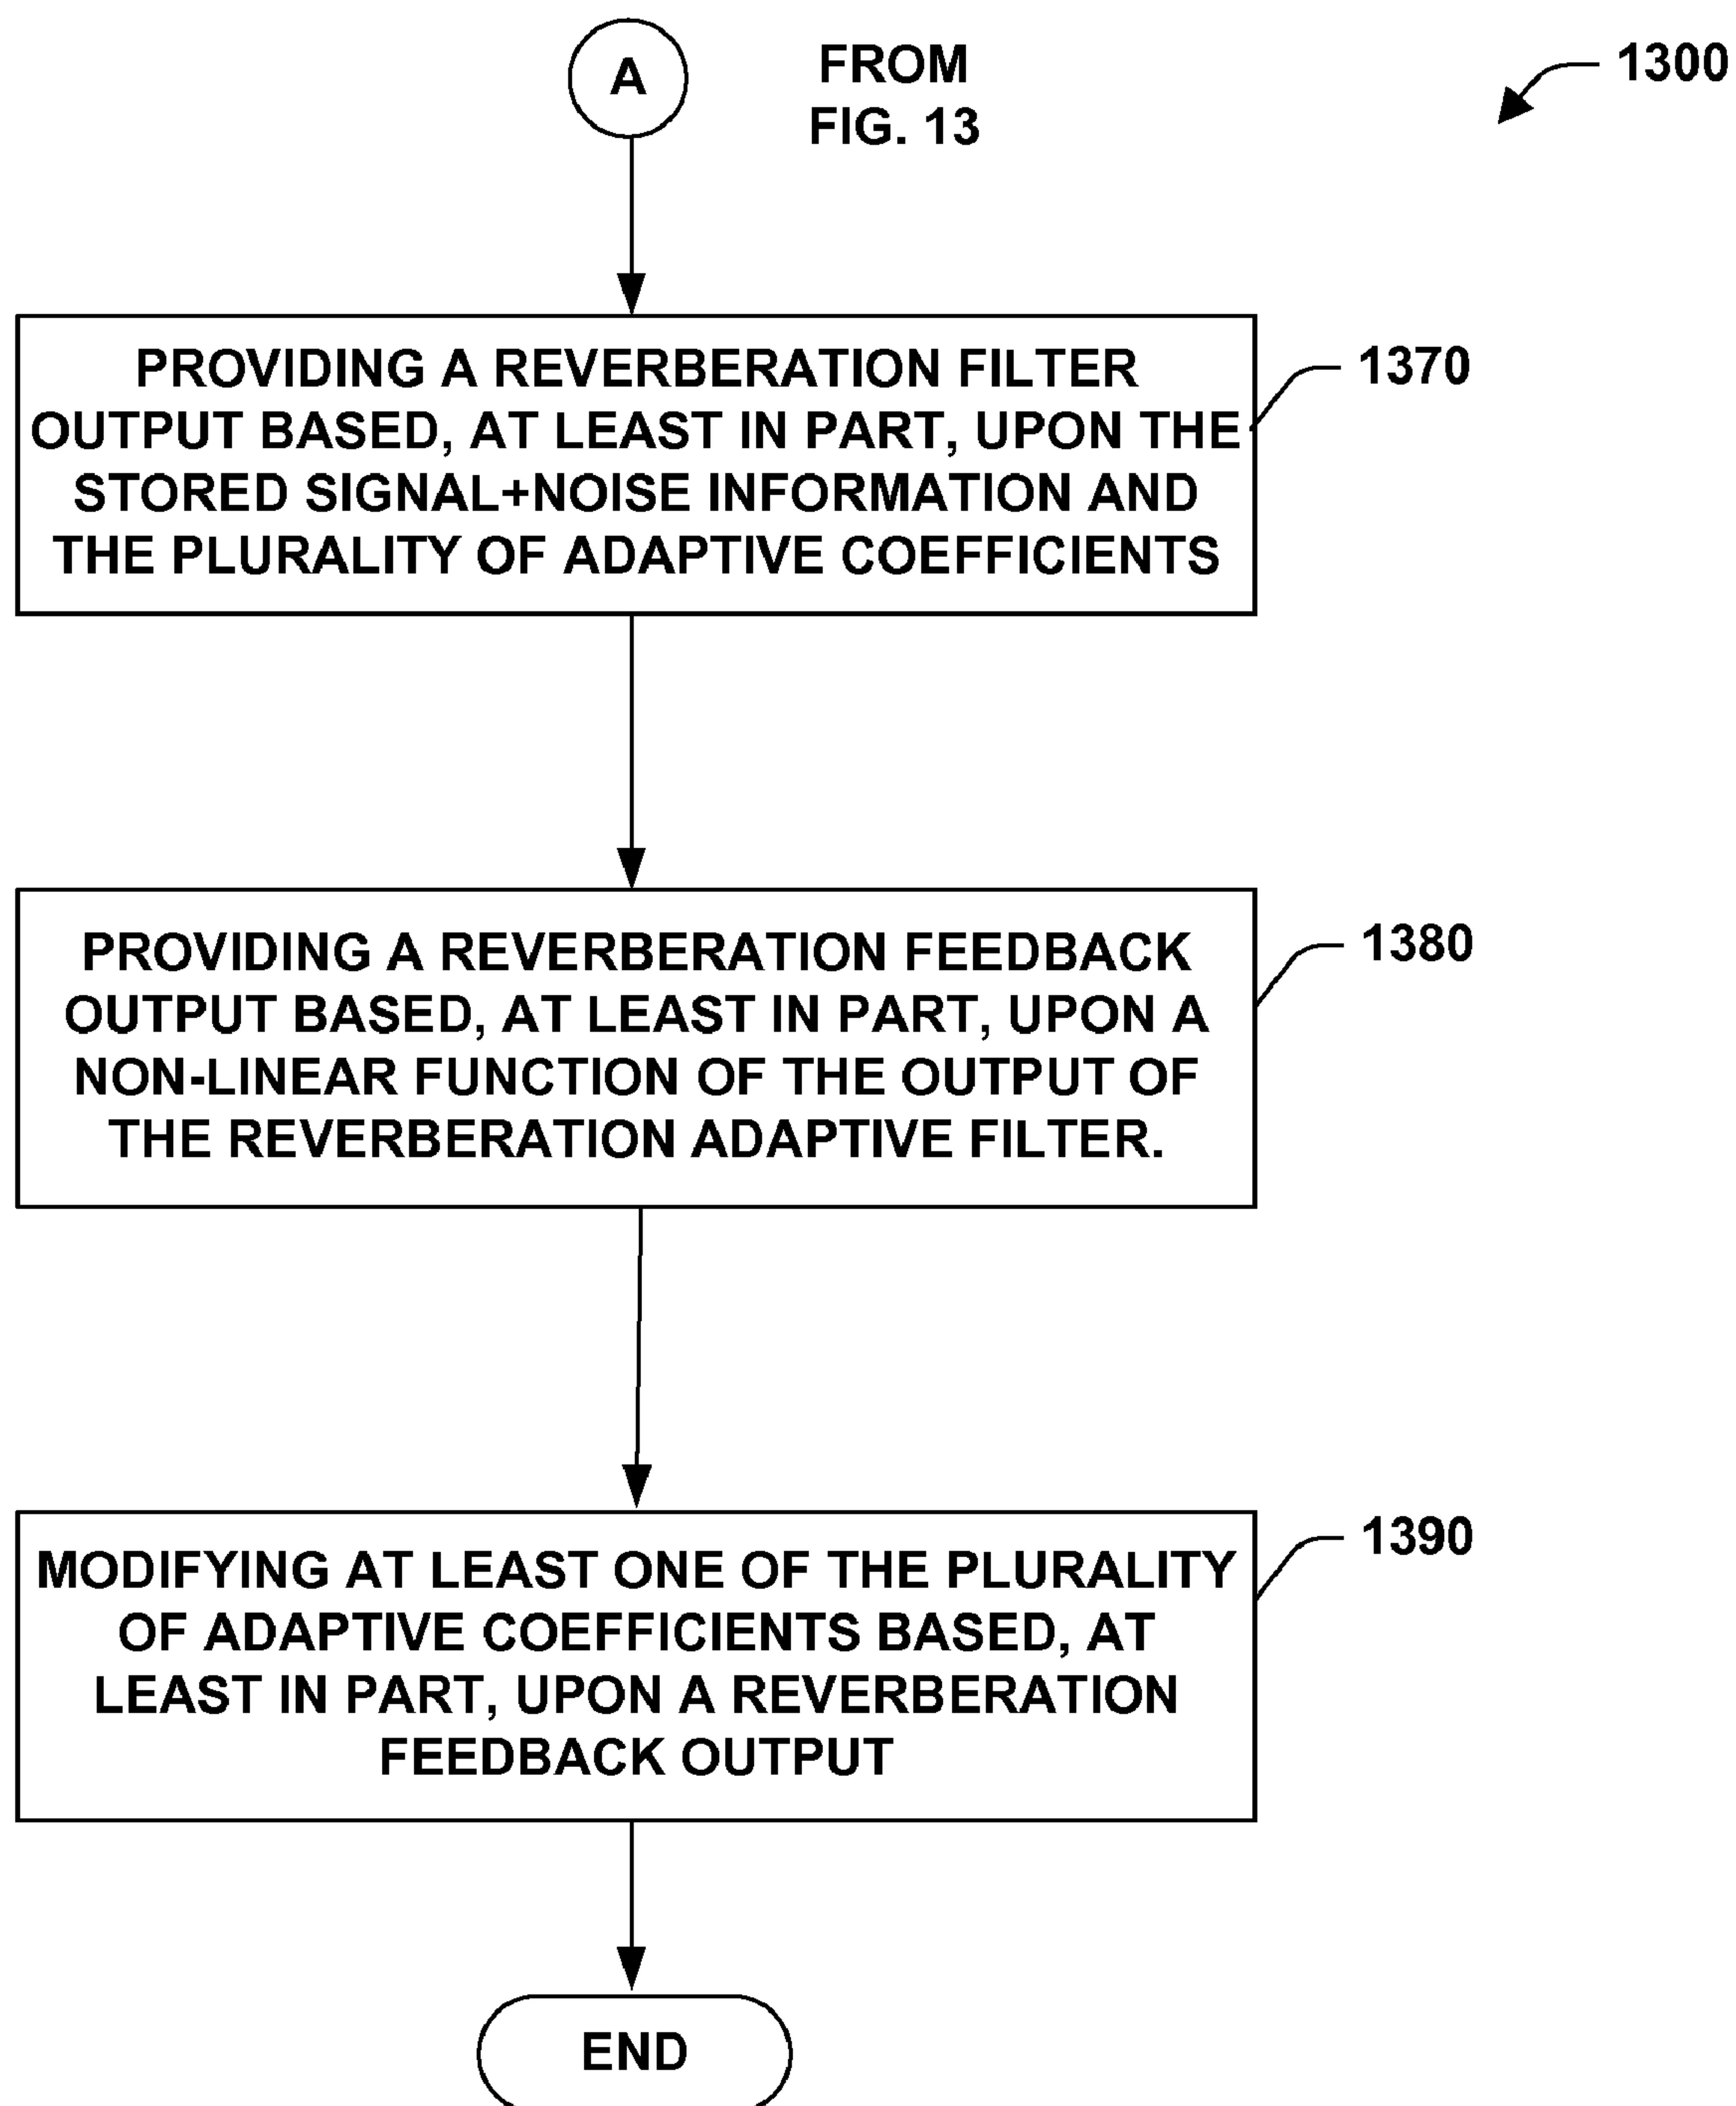 A
FROM
FIG. 13
1300
PROVIDING A REVERBERATION FILTER
OUTPUT BASED, AT LEAST IN PART, UPON THE
STORED SIGNAL+NOISE INFORMATION AND
THE PLURALITY OF ADAPTIVE COEFFICIENTS
1370
PROVIDING A REVERBERATION FEEDBACK
OUTPUT BASED, AT LEAST IN PART, UPON A
NON-LINEAR FUNCTION OF THE OUTPUT OF
THE REVERBERATION ADAPTIVE FILTER.
1380
MODIFYING AT LEAST ONE OF THE PLURALITY
OF ADAPTIVE COEFFICIENTS BASED, AT
LEAST IN PART, UPON A REVERBERATION
FEEDBACK OUTPUT
1390
END